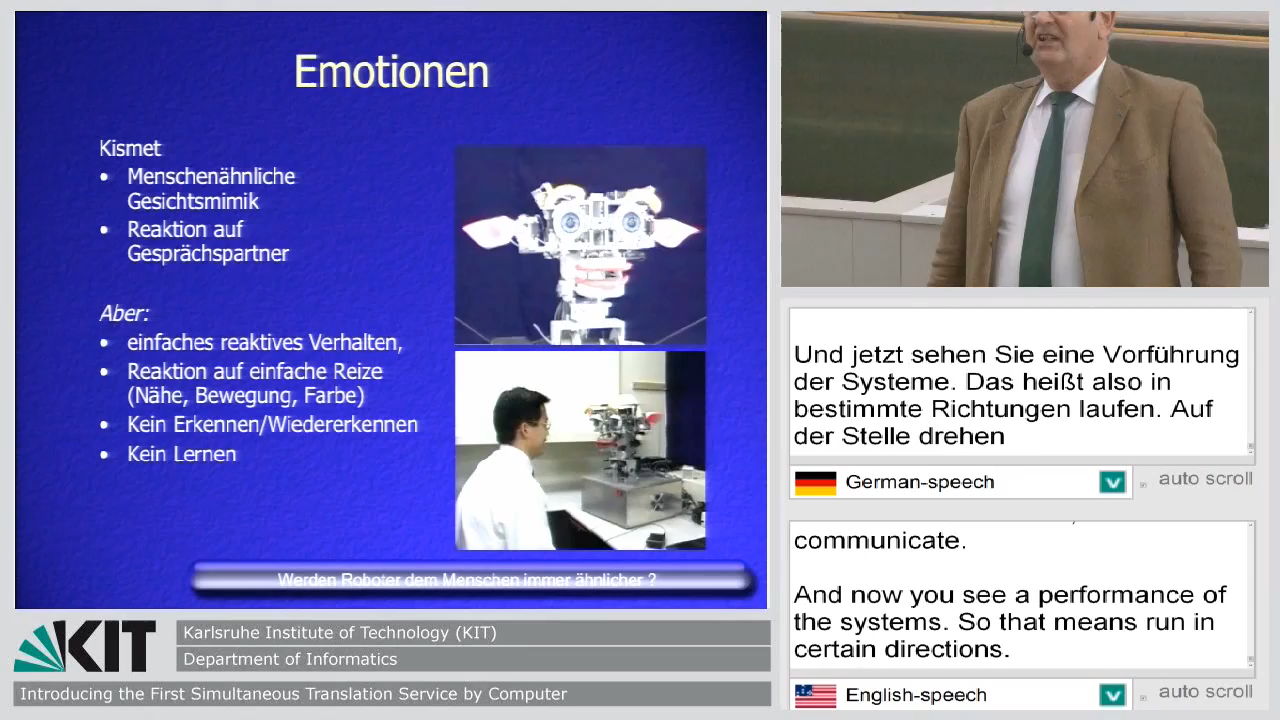 Emotionen
Kismet
• Menschenähnliche
Gesichtsmimik
• Reaktion auf
Gesprächspartner
Aber:
• einfaches reaktives Verhalten,
• Reaktion auf einfache Reize
(Nähe, Bewegung, Farbe)
• Kein Erkennen/Wiedererkennen
• Kein Lernen
Werden Roboter dem Menschen immer ähnlicher ?
Und jetzt sehen Sie eine Vorführung
der Systeme. Das heißt also in
bestimmte Richtungen laufen. Auf
der Stelle drehen
German-speech
auto scroll
communicate.
And now you see a performance of
the systems. So that means run in
certain directions.
English-speech
auto scroll
KIT
Karlsruhe Institute of Technology (KIT)
Department of Informatics
Introducing the First Simultaneous Translation Service by Computer